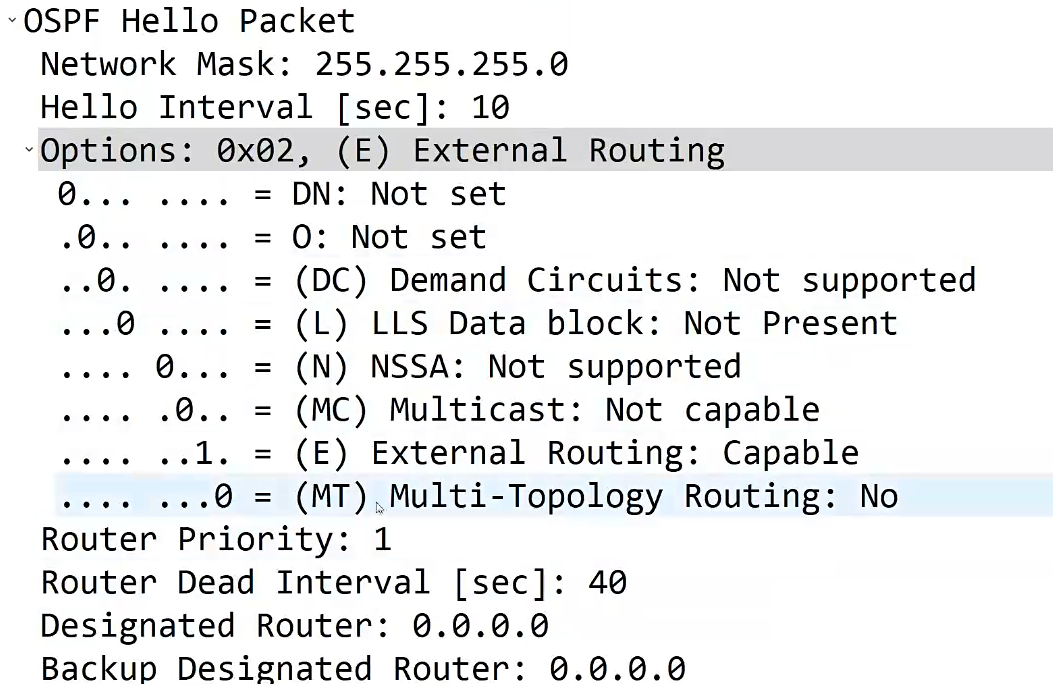 OSPF Hello Packet
Network Mask: 255.255.255.0
Hello Interval [sec]: 10
Options: 0x02, (E) External Routing
0... .... = DN: Not set
.0.. .... = O: Not set
..0. .... = (DC) Demand Circuits: Not supported
...0 .... = (L) LLS Data block: Not Present
.... 0... = (N) NSSA: Not supported
.... .0.. = (MC) Multicast: Not capable
.... ..1. = (E) External Routing: Capable
.... ...0 = (MT) Multi-Topology Routing: No
Router Priority: 1
Router Dead Interval [sec]: 40
Designated Router: 0.0.0.0
Backup Designated Router: 0.0.0.0